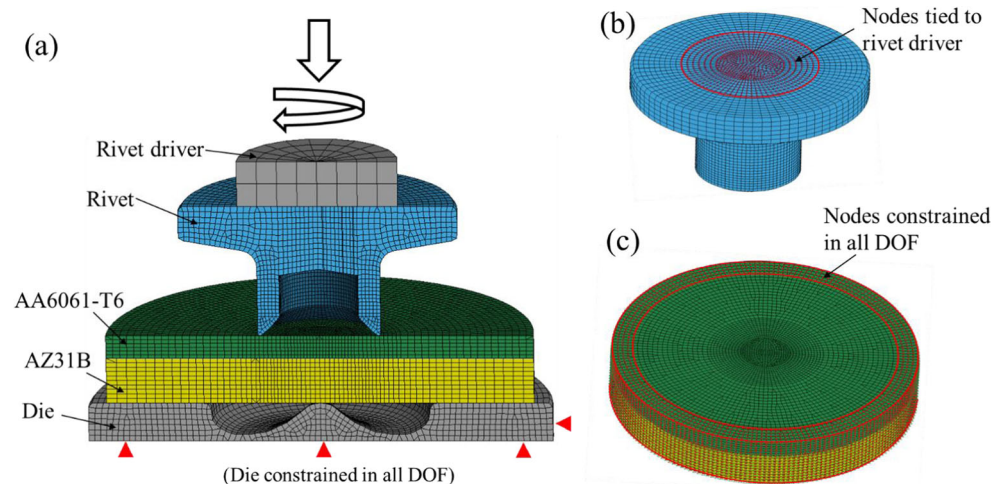 (a)
Rivet driver
Rivet
AA6061-T6
AZ31B
Die
(Die constrained in all DOF)
(b)
Nodes tied to
rivet driver
(c)
Nodes constrained
in all DOF